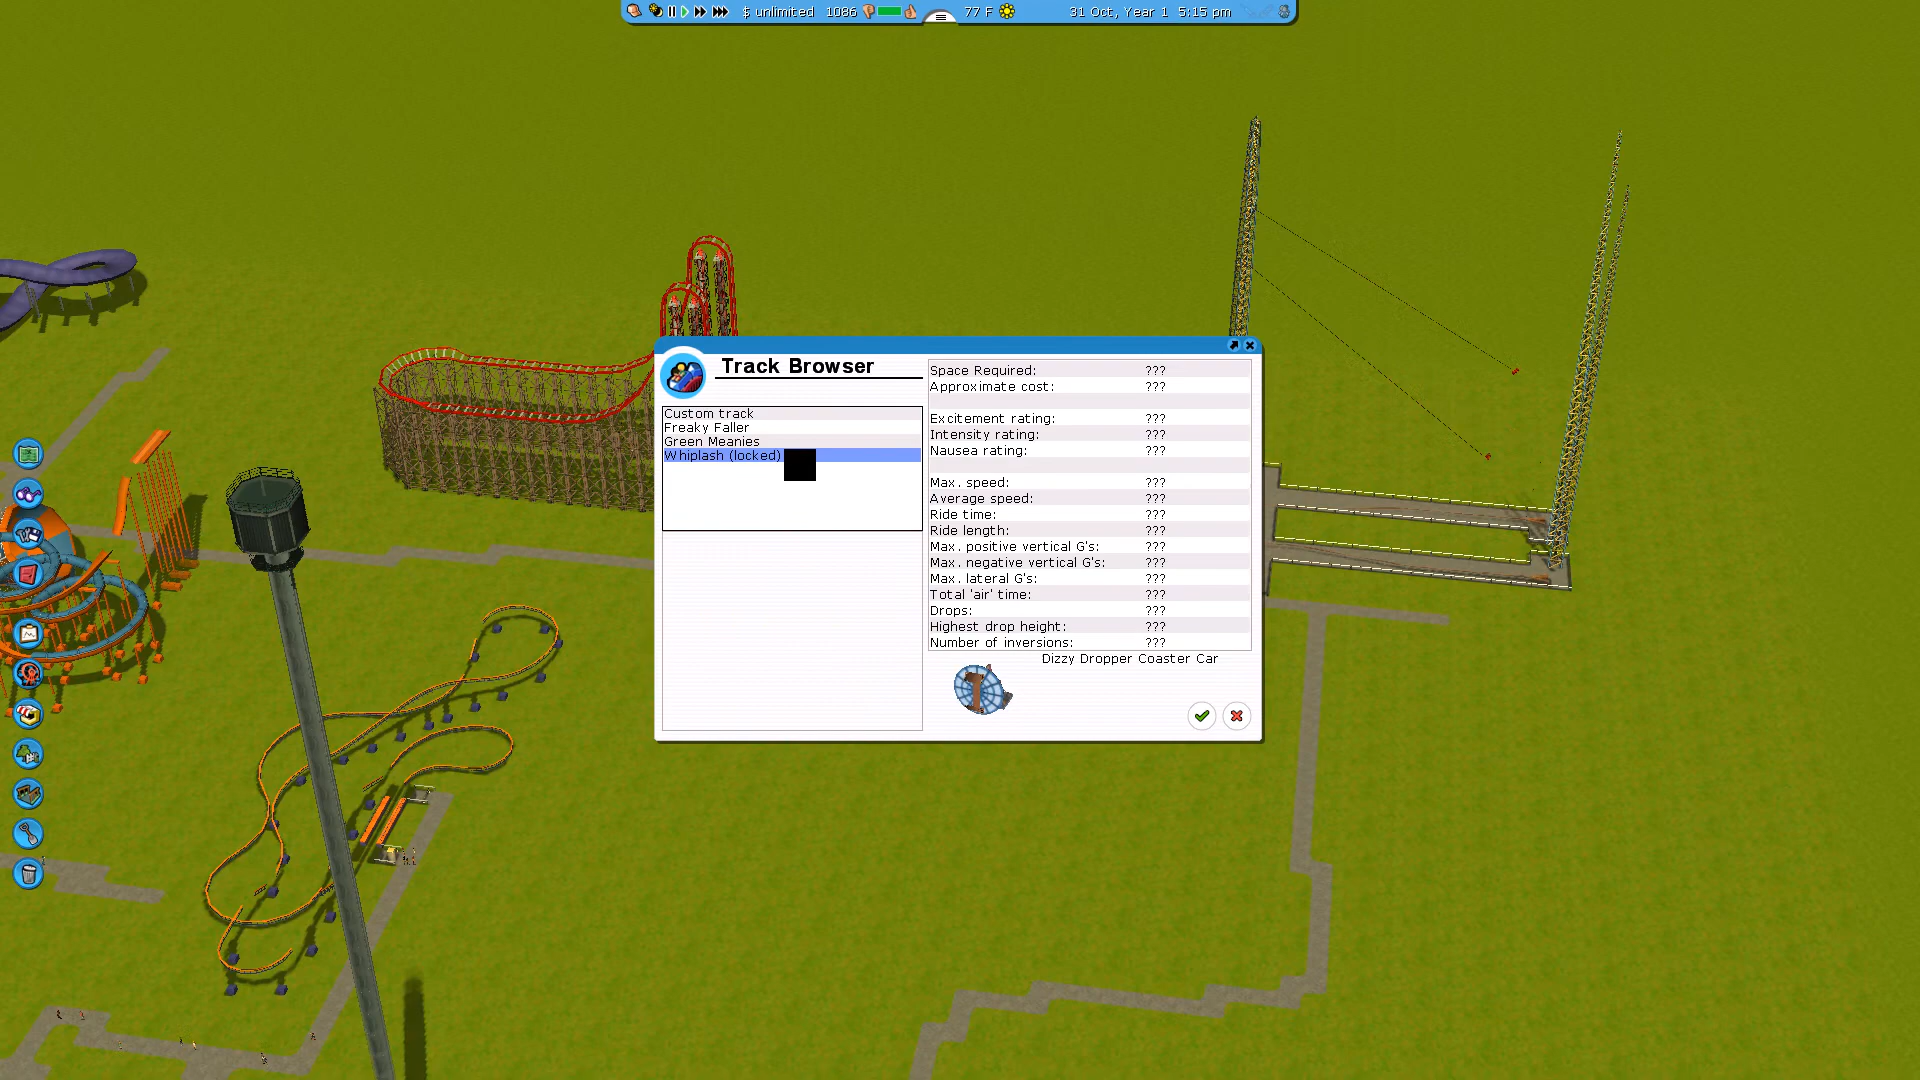 $ unlimited 1086 77 F 31 Oct, Year 1 5:15 pm
Track Browser
Custom track
Freaky Faller
Green Meanies
Whiplash (locked)
Space Required: ???
Approximate cost: ???
Excitement rating: ???
Intensity rating: ???
Nausea rating: ???
Max. speed: ???
Average speed: ???
Ride time: ???
Ride length: ???
Max. positive vertical G's: ???
Max. negative vertical G's: ???
Max. lateral G's: ???
Total 'air' time: ???
Drops: ???
Highest drop height: ???
Number of inversions: ???
Dizzy Dropper Coaster Car